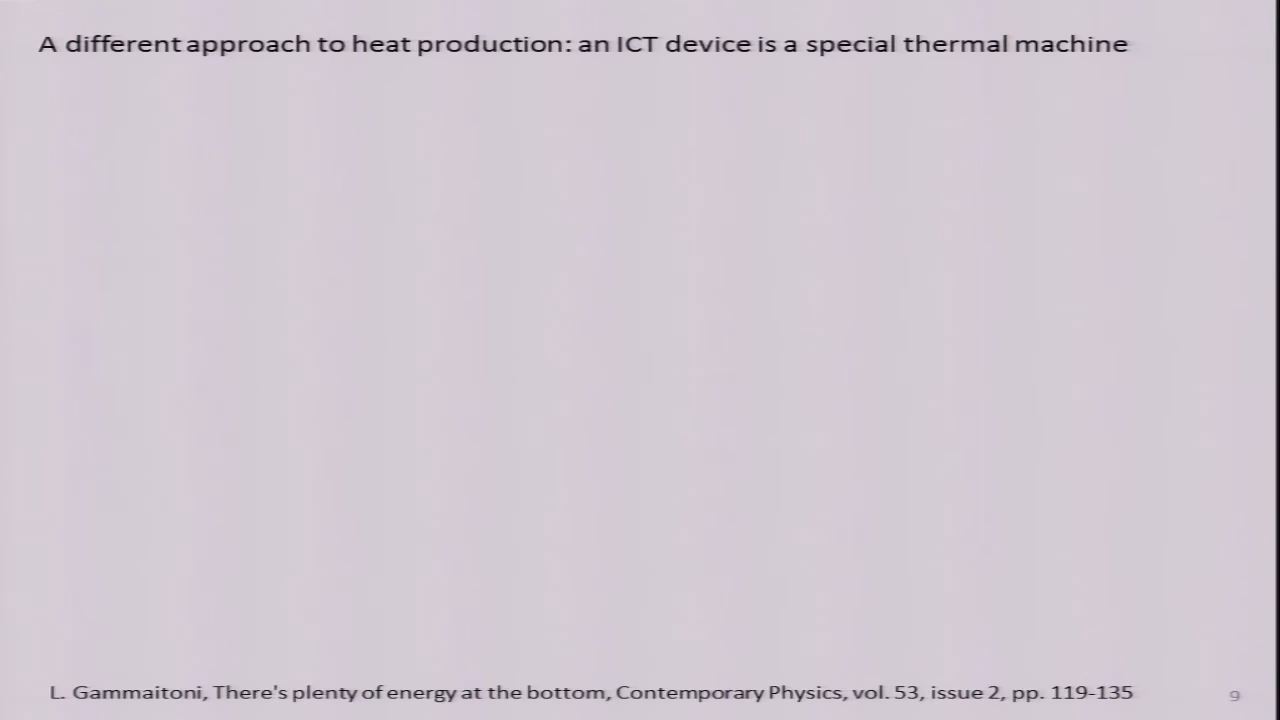 A different approach to heat production: an ICT device is a special thermal machine
L. Gammaitoni, There's plenty of energy at the bottom, Contemporary Physics, vol. 53, issue 2, pp. 119-135
9